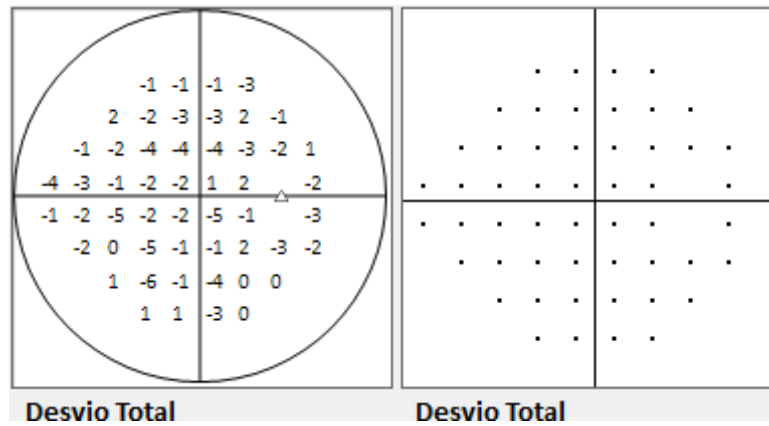 -1 -1 -1 -3
2 -2 -3 -3 2 -1
-1 -2 -4 -4 -4 -3 -2 1
-4 -3 -1 -2 -2 1 2 -2
-1 -2 -5 -2 -2 -5 -1 -3
-2 0 -5 -1 -1 2 -3 -2
1 -6 -1 -4 0 0
1 1 -3 0
Desvio Total
Desvio Total